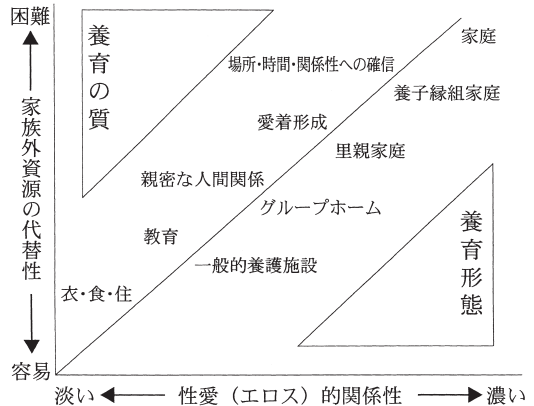 困難
家族外資源の代替性
容易
養育の質
場所・時間・関係性への確信
愛着形成
親密な人間関係
教育
衣・食・住
家庭
養子縁組家庭
里親家庭
グループホーム
一般的養護施設
養育形態
淡い
性愛（エロス）的関係性
濃い